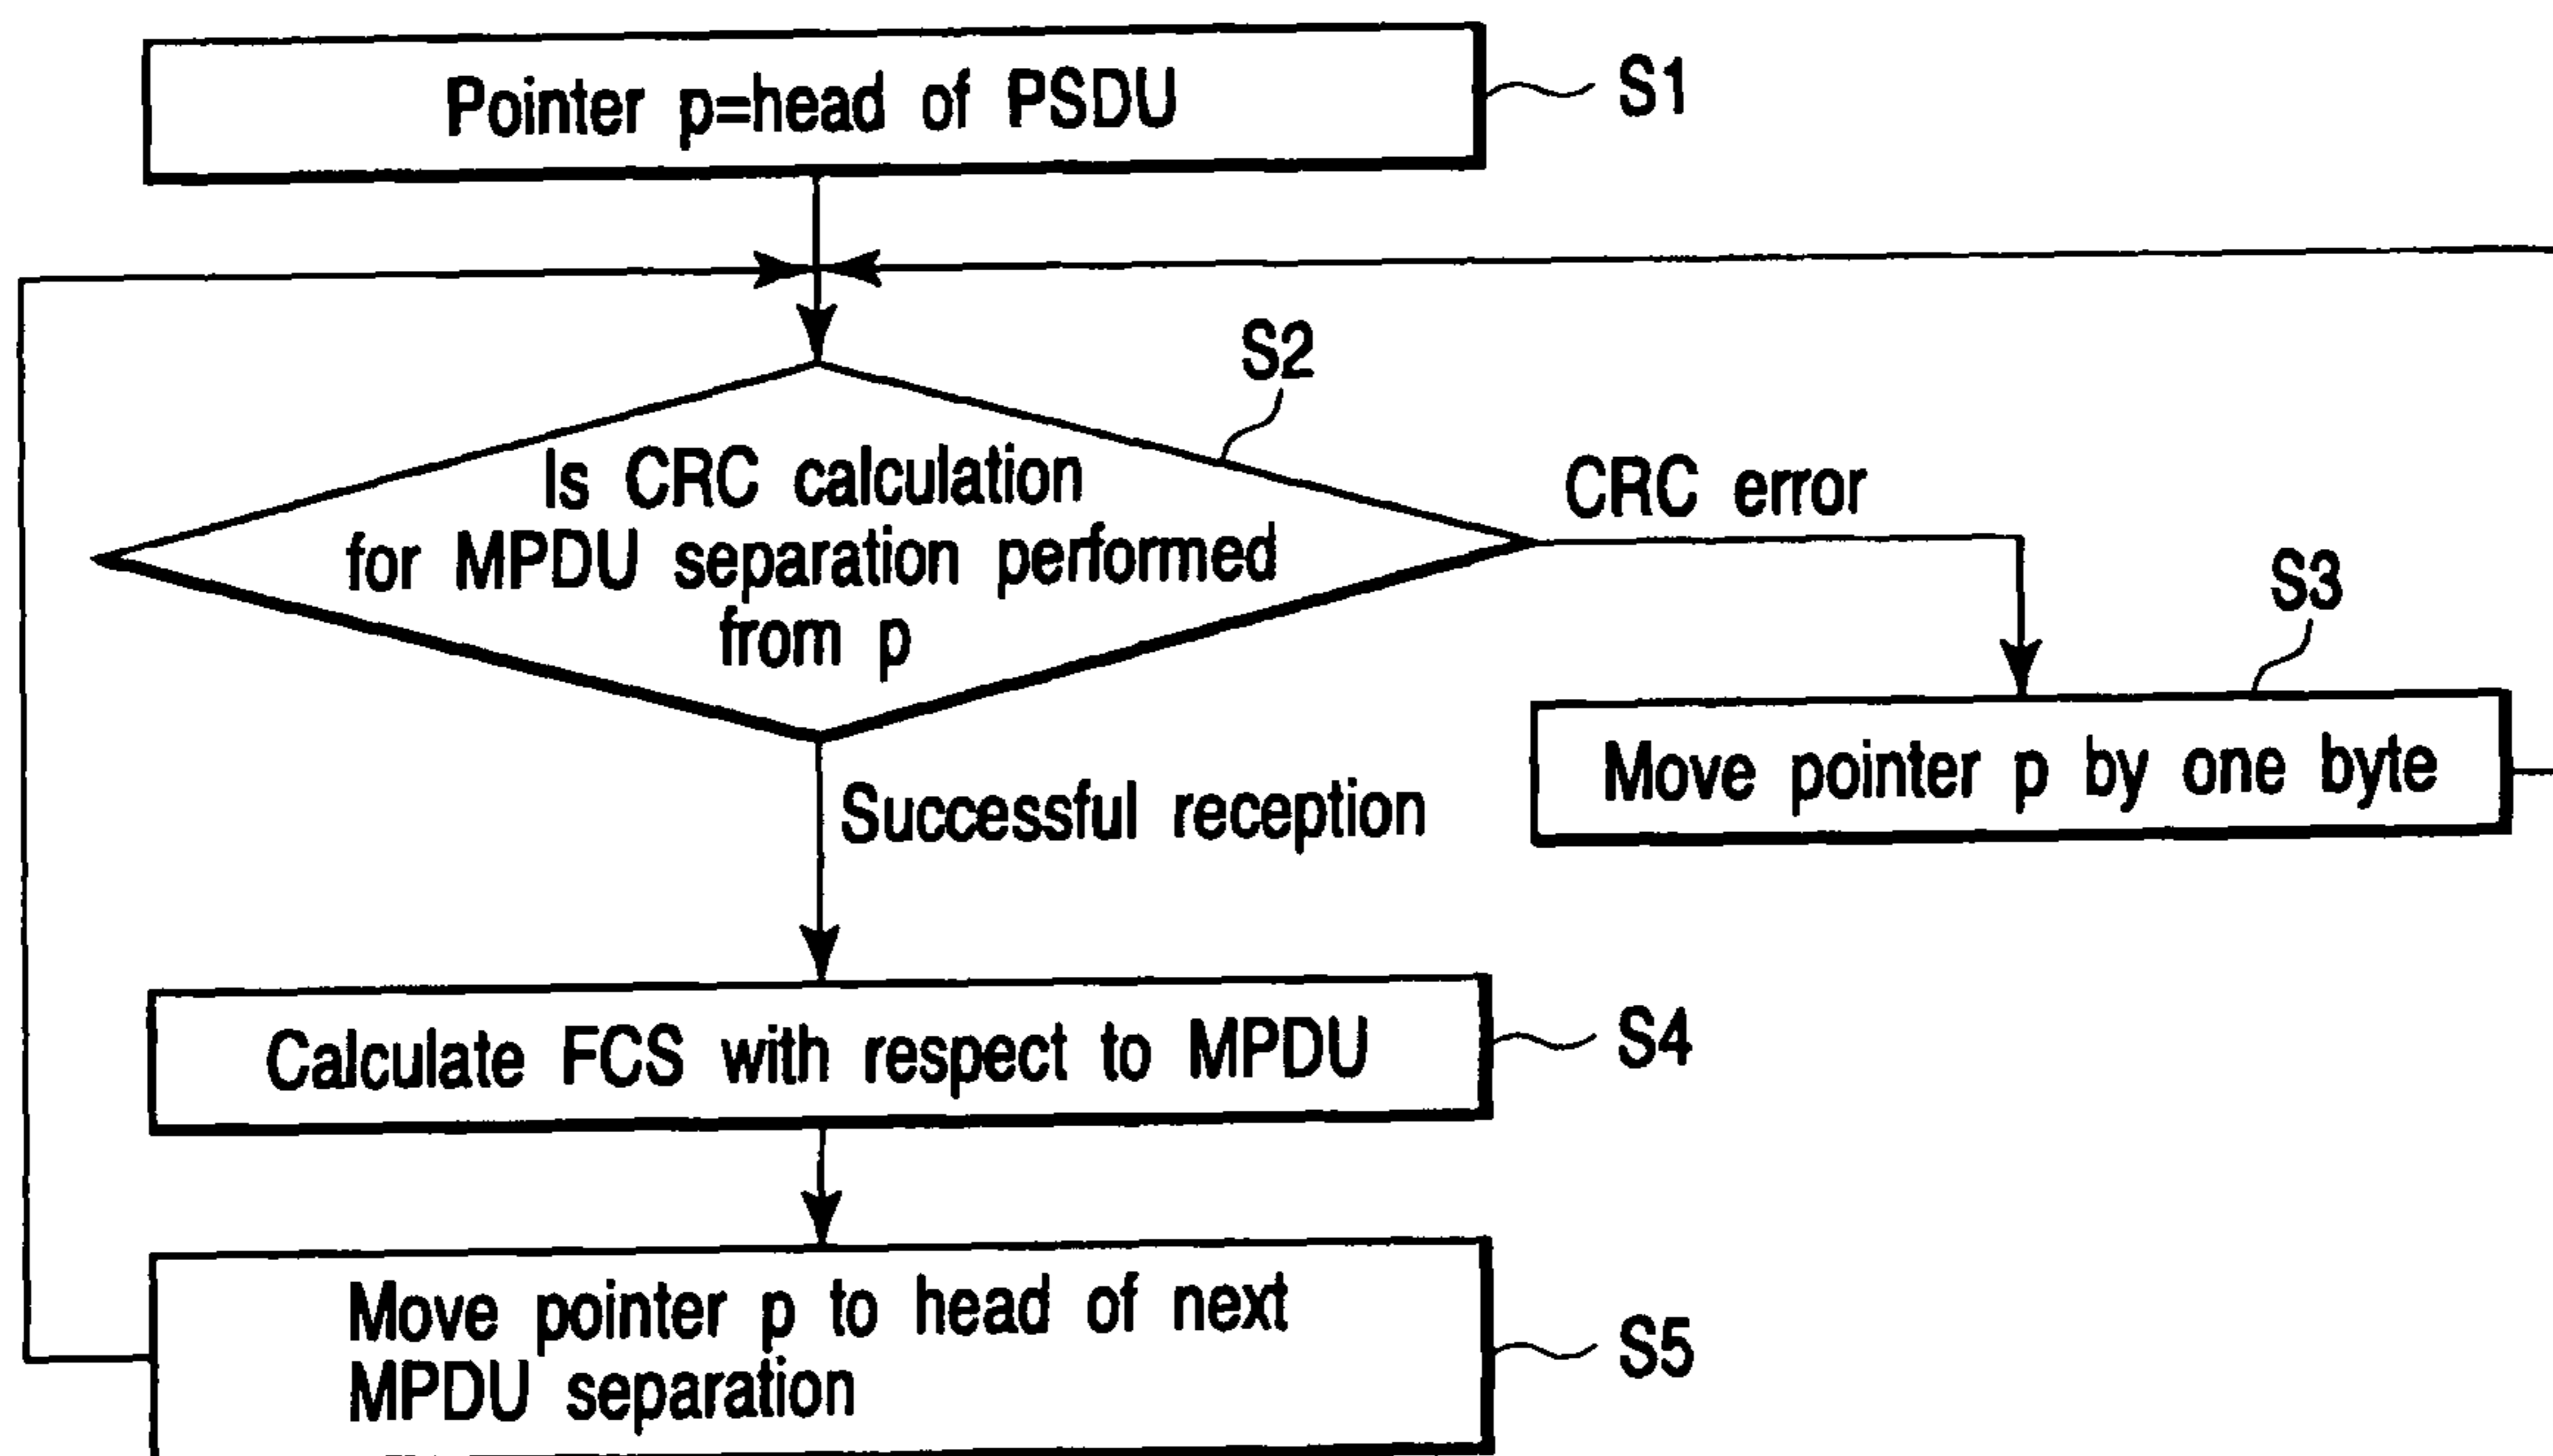 Pointer p=head of PSDU
S1
S2
Is CRC calculation
for MPDU separation performed
from p
CRC error
S3
Move pointer p by one byte
Successful reception
Calculate FCS with respect to MPDU
S4
Move pointer p to head of next
MPDU separation
S5